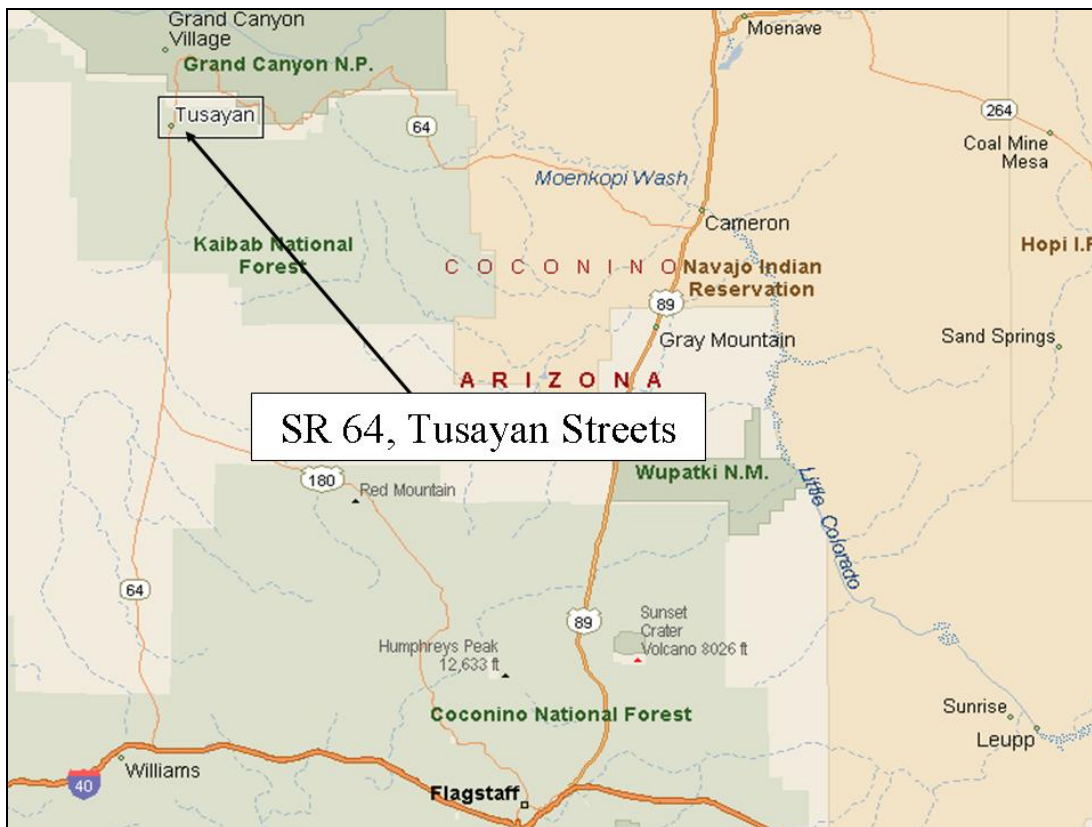 Grand Canyon
Village
Grand Canyon N.P.
Moenave
Tusayan
64
89
264
Coal Mine
Mesa
Moenkopi Wash
Cameron
Kaibab National
Forest
COCONINO
Navajo Indian
Reservation
Hopi I.R
89
Gray Mountain
Sand Springs
ARIZONA
SR 64, Tusayan Streets
Wupatki N.M.
180
Red Mountain
Little Colorado
64
89
Sunset
Crater
Volcano 8026 ft
Humphreys Peak
12,633 ft
Coconino National Forest
Sunrise
Leupp
Williams
40
Flagstaff